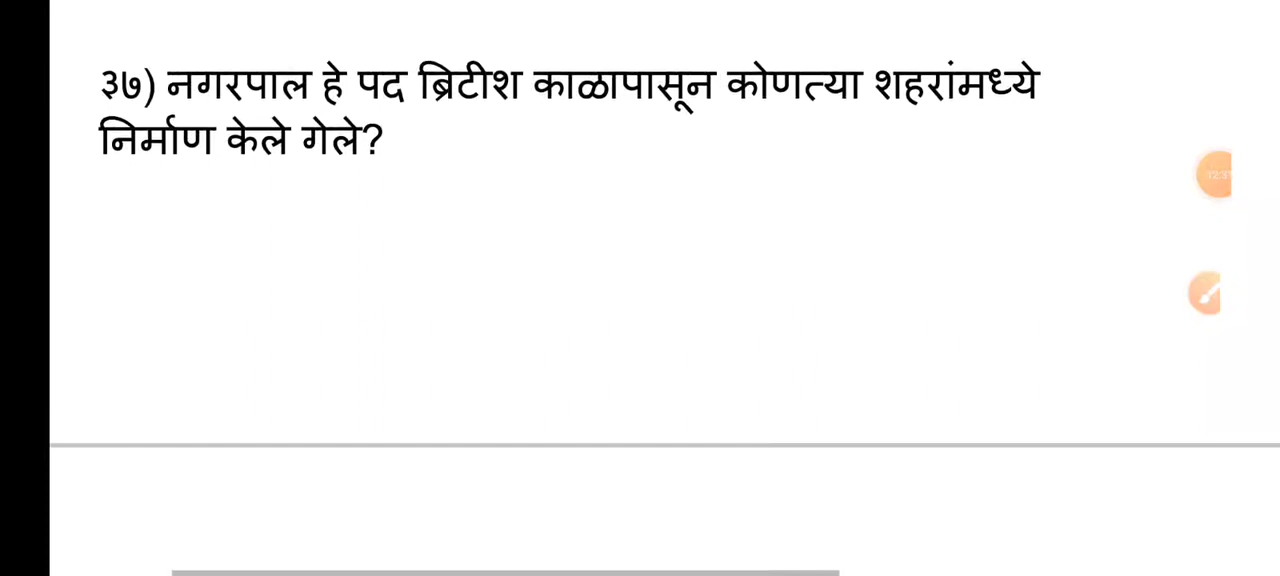 ३७) नगरपाल हे पद ब्रिटीश काळापासून कोणत्या शहरांमध्ये
निर्माण केले गेले?